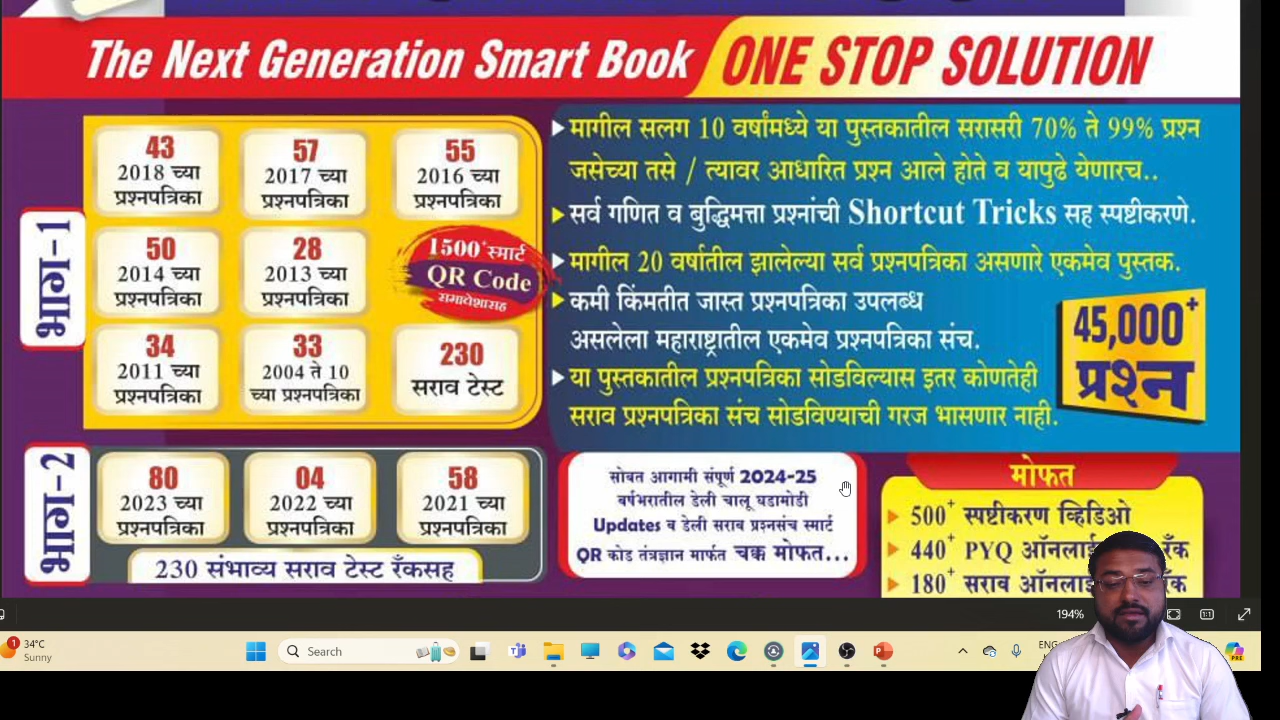 The Next Generation Smart Book ONE STOP SOLUTION
भाग-1
43
2018 च्या
प्रश्नपत्रिका
57
2017 च्या
प्रश्नपत्रिका
55
2016 च्या
प्रश्नपत्रिका
50
2014 च्या
प्रश्नपत्रिका
28
2013 च्या
प्रश्नपत्रिका
1500+ स्मार्ट
QR Code
समावेशासह
34
2011 च्या
प्रश्नपत्रिका
33
2004 ते 10
च्या प्रश्नपत्रिका
230
सराव टेस्ट
मागील सलग 10 वर्षांमध्ये या पुस्तकातील सरासरी 70% ते 99% प्रश्न
जसेच्या तसे / त्यावर आधारित प्रश्न आले होते व यापुढे येणारच..
सर्व गणित व बुद्धिमत्ता प्रश्नांची Shortcut Tricks सह स्पष्टीकरणे.
मागील 20 वर्षातील झालेल्या सर्व प्रश्नपत्रिका असणारे एकमेव पुस्तक.
कमी किंमतीत जास्त प्रश्नपत्रिका उपलब्ध
असलेला महाराष्ट्रातील एकमेव प्रश्नपत्रिका संच.
या पुस्तकातील प्रश्नपत्रिका सोडविल्यास इतर कोणतेही
सराव प्रश्नपत्रिका संच सोडविण्याची गरज भासणार नाही.
45,000+
प्रश्न
भाग-2
80
2023 च्या
प्रश्नपत्रिका
04
2022 च्या
प्रश्नपत्रिका
58
2021 च्या
प्रश्नपत्रिका
230 संभाव्य सराव टेस्ट रँकसह
सोबत आगामी संपूर्ण 2024-25
वर्षभरातील डेली चालू घडामोडी
Updates व डेली सराव प्रश्नसंच स्मार्ट
QR कोड तंत्रज्ञान मार्फत चक्क मोफत...
मोफत
500+ स्पष्टीकरण व्हिडिओ
440+ PYQ ऑनलाई रँक
180+ सराव ऑनलाई रँक
194%
1:1
1
34°C
Sunny
Search
ENG
PRE